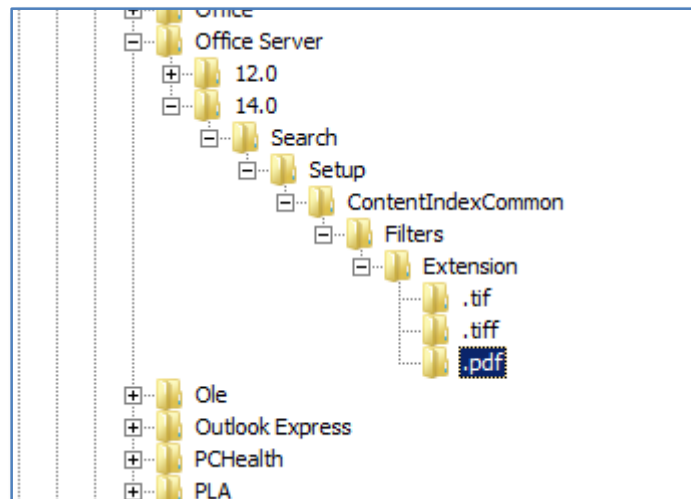 Office
Office Server
12.0
14.0
Search
Setup
ContentIndexCommon
Filters
Extension
.tif
.tiff
.pdf
Ole
Outlook Express
PCHealth
PLA